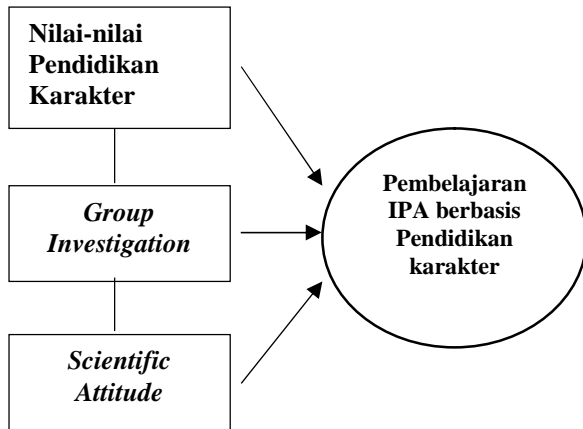 Nilai-nilai
Pendidikan
Karakter
Group
Investigation
Scientific
Attitude
Pembelajaran
IPA berbasis
Pendidikan
karakter